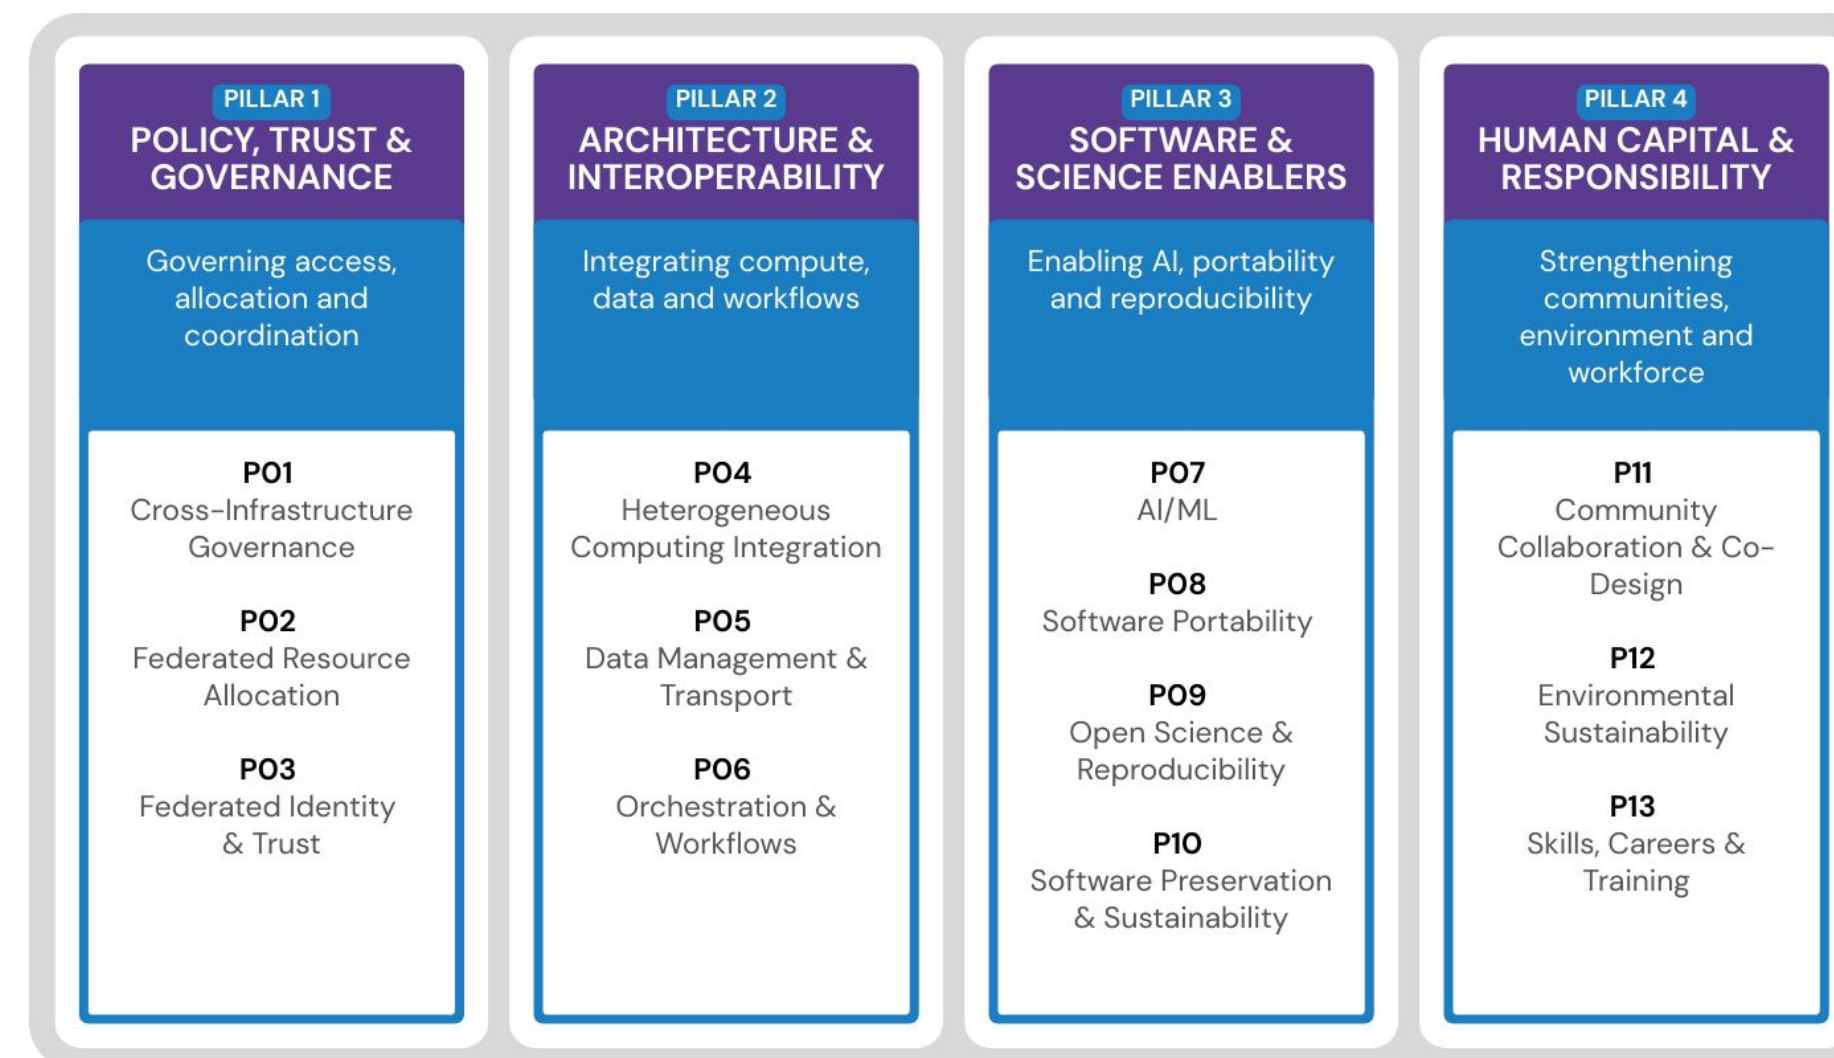 PILLAR 1
POLICY, TRUST &
GOVERNANCE
Governing access,
allocation and
coordination
P01
Cross-Infrastructure
Governance
P02
Federated Resource
Allocation
P03
Federated Identity
& Trust
PILLAR 2
ARCHITECTURE &
INTEROPERABILITY
Integrating compute,
data and workflows
P04
Heterogeneous
Computing Integration
P05
Data Management &
Transport
P06
Orchestration &
Workflows
PILLAR 3
SOFTWARE &
SCIENCE ENABLERS
Enabling AI, portability
and reproducibility
P07
AI/ML
P08
Software Portability
P09
Open Science &
Reproducibility
P10
Software Preservation
& Sustainability
PILLAR 4
HUMAN CAPITAL &
RESPONSIBILITY
Strengthening
communities,
environment and
workforce
P11
Community
Collaboration & Co-
Design
P12
Environmental
Sustainability
P13
Skills, Careers &
Training